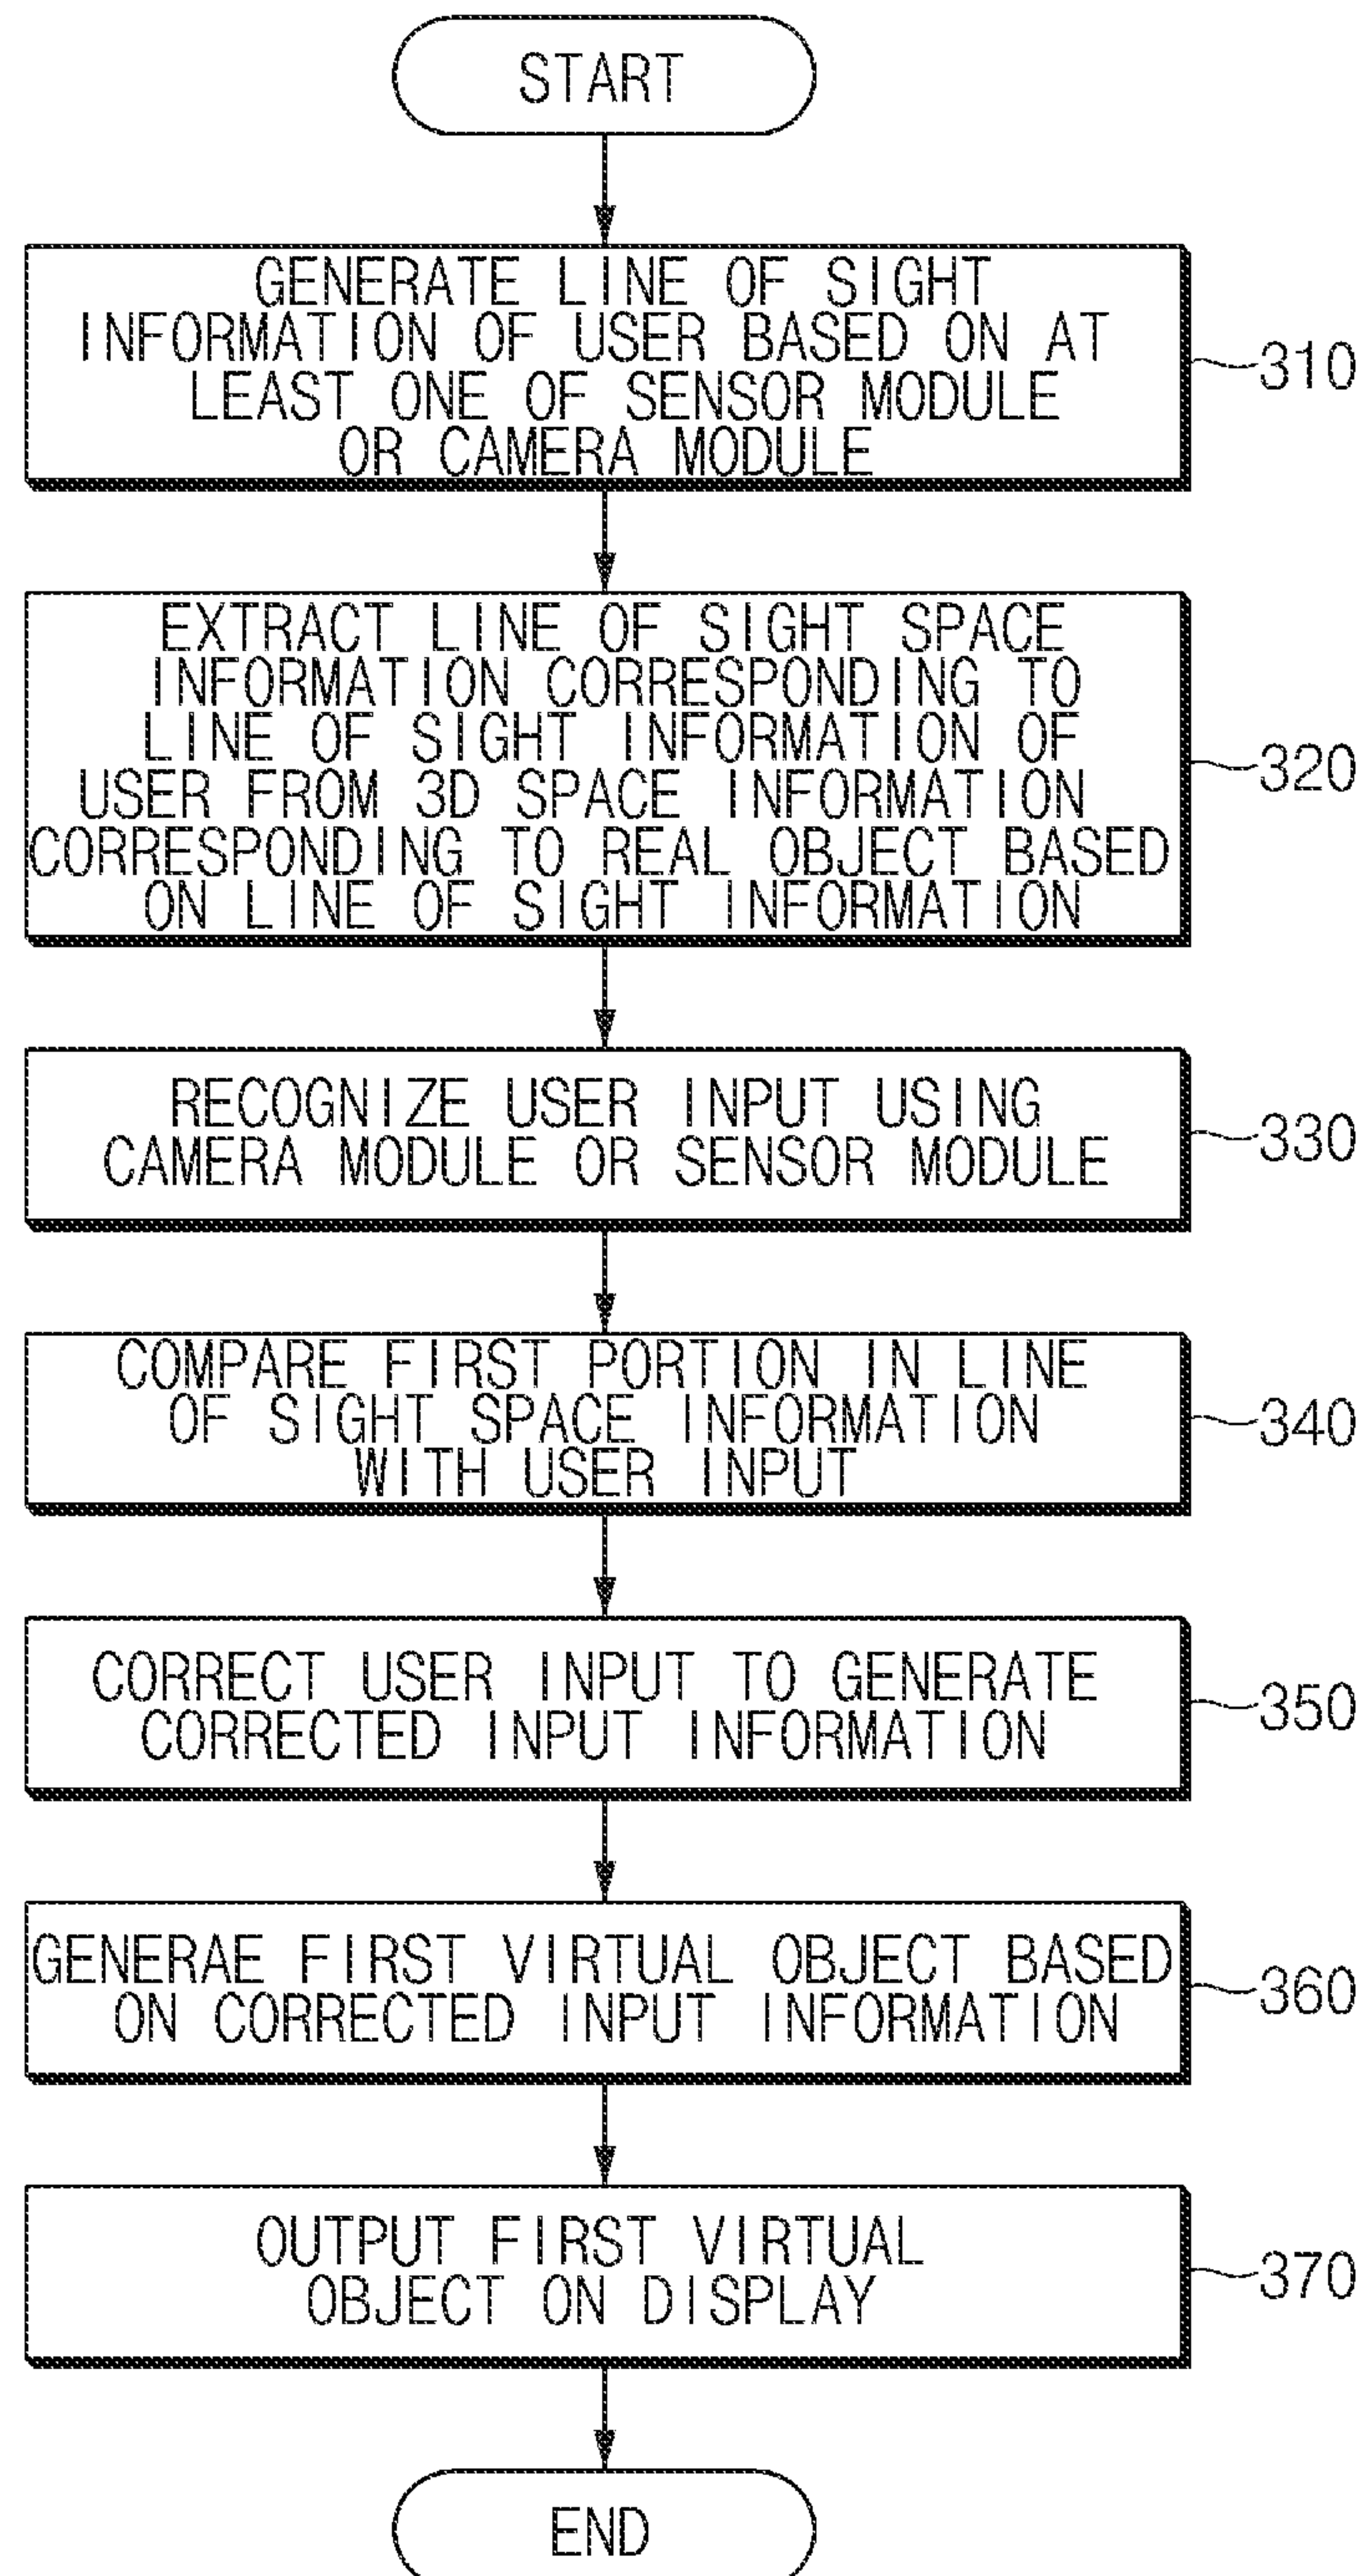 START
GENERATE LINE OF SIGHT
INFORMATION OF USER BASED ON AT
LEAST ONE OF SENSOR MODULE
OR CAMERA MODULE
310
EXTRACT LINE OF SIGHT SPACE
INFORMATION CORRESPONDING TO
LINE OF SIGHT INFORMATION OF
USER FROM 3D SPACE INFORMATION
CORRESPONDING TO REAL OBJECT BASED
ON LINE OF SIGHT INFORMATION
320
RECOGNIZE USER INPUT USING
CAMERA MODULE OR SENSOR MODULE
330
COMPARE FIRST PORTION IN LINE
OF SIGHT SPACE INFORMATION
WITH USER INPUT
340
CORRECT USER INPUT TO GENERATE
CORRECTED INPUT INFORMATION
350
GENERAE FIRST VIRTUAL OBJECT BASED
ON CORRECTED INPUT INFORMATION
360
OUTPUT FIRST VIRTUAL
OBJECT ON DISPLAY
370
END